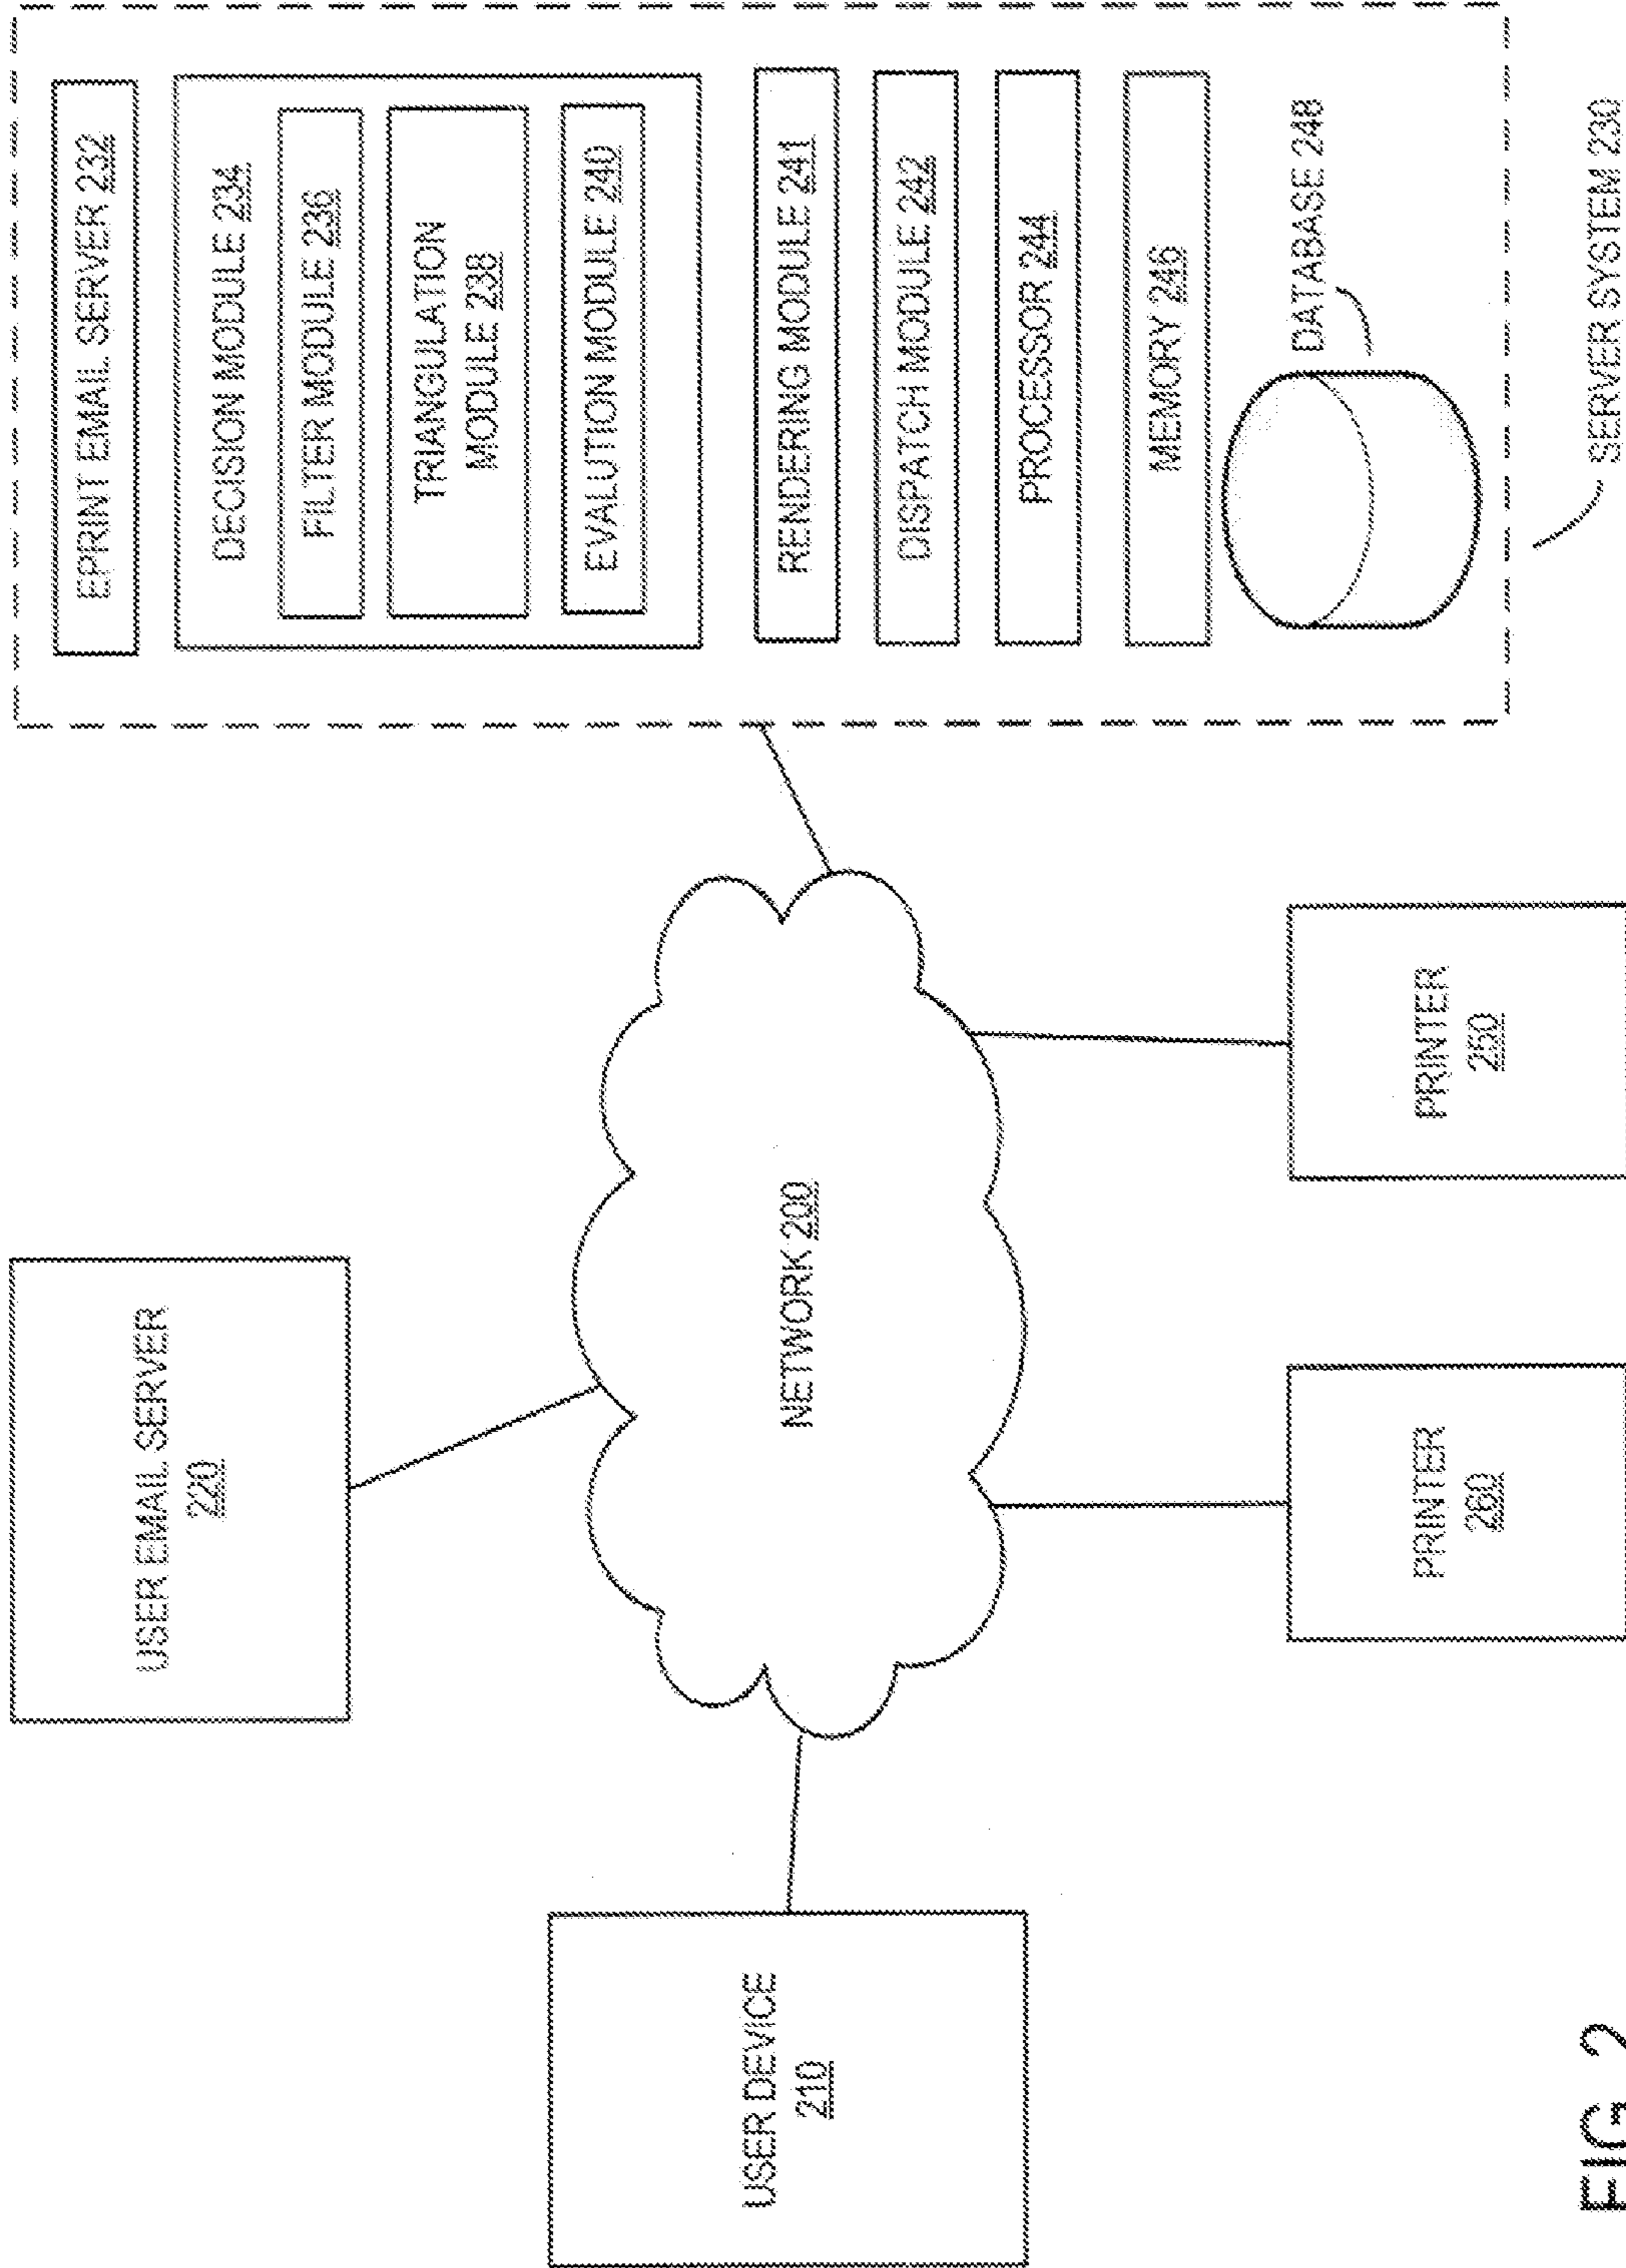 USER DEVICE
210
USER EMAIL SERVER
220
NETWORK 200
PRINTER
260
PRINTER
250
EPRINT EMAIL SERVER 232
DECISION MODULE 234
FILTER MODULE 236
TRIANGULATION
MODULE 238
EVALUTION MODULE 240
RENDERING MODULE 241
DISPATCH MODULE 242
PROCESSOR 244
MEMORY 246
DATABASE 248
SERVER SYSTEM 230
FIG. 2